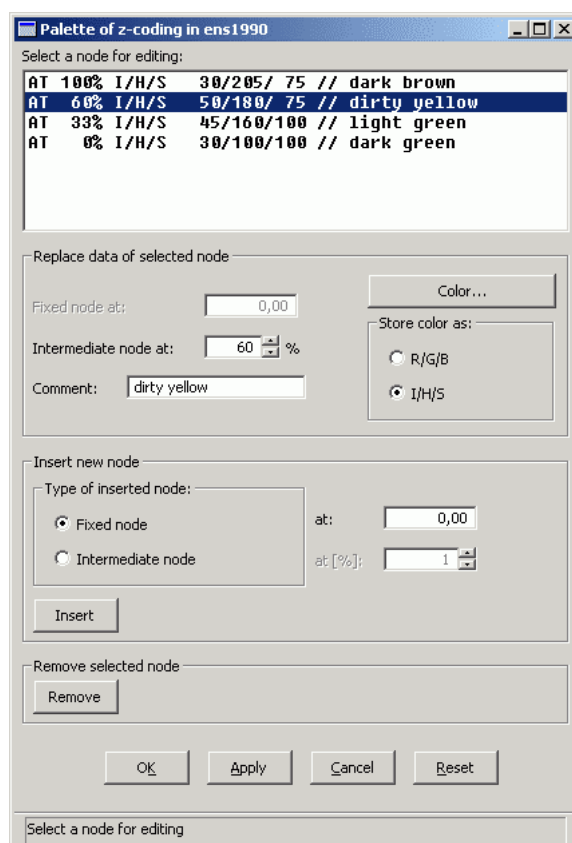 Palette of z-coding in ens1990
Select a node for editing:
AT 100% I/H/S 30/205/ 75 // dark brown
AT 60% I/H/S 50/180/ 75 // dirty yellow
AT 33% I/H/S 45/160/100 // light green
AT 0% I/H/S 30/100/100 // dark green
Replace data of selected node
Fixed node at: 0,00
Color...
Intermediate node at: 60 %
Comment: dirty yellow
Store color as:
R/G/B
I/H/S
Insert new node
Type of inserted node:
Fixed node
Intermediate node
at: 0,00
at [%]: 1
Insert
Remove selected node
Remove
OK Apply Cancel Reset
Select a node for editing